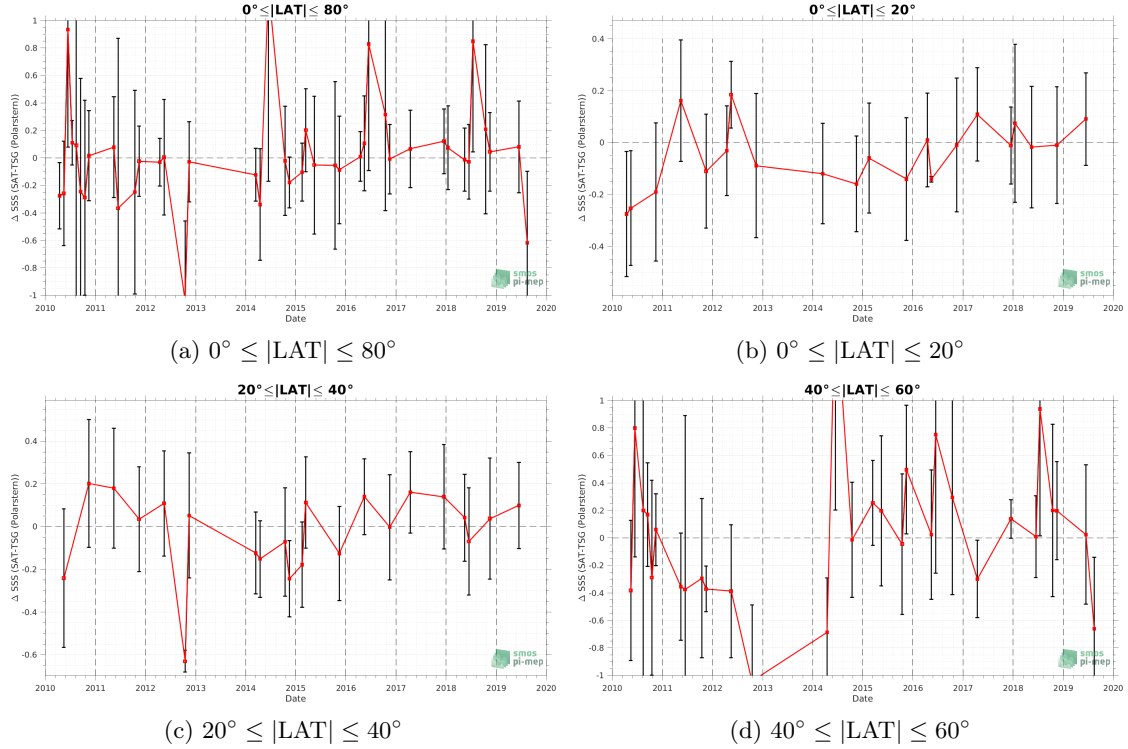 0°≤|LAT|≤ 80°
Δ SSS (SAT-TSG (Polarstern))
1
0.8
0.6
0.4
0.2
0
-0.2
-0.4
-0.6
-0.8
-1
2010 2011 2012 2013 2014 2015 2016 2017 2018 2019 2020
Date
smos
pi-mep
(a) 0° ≤ |LAT| ≤ 80°
0°≤|LAT|≤ 20°
Δ SSS (SAT-TSG (Polarstern))
0.4
0.2
0
-0.2
-0.4
2010 2011 2012 2013 2014 2015 2016 2017 2018 2019 2020
Date
smos
pi-mep
(b) 0° ≤ |LAT| ≤ 20°
20°≤|LAT|≤ 40°
Δ SSS (SAT-TSG (Polarstern))
0.4
0.2
0
-0.2
-0.4
-0.6
2010 2011 2012 2013 2014 2015 2016 2017 2018 2019 2020
Date
smos
pi-mep
(c) 20° ≤ |LAT| ≤ 40°
40°≤|LAT|≤ 60°
Δ SSS (SAT-TSG (Polarstern))
1
0.8
0.6
0.4
0.2
0
-0.2
-0.4
-0.6
-0.8
-1
2010 2011 2012 2013 2014 2015 2016 2017 2018 2019 2020
Date
smos
pi-mep
(d) 40° ≤ |LAT| ≤ 60°